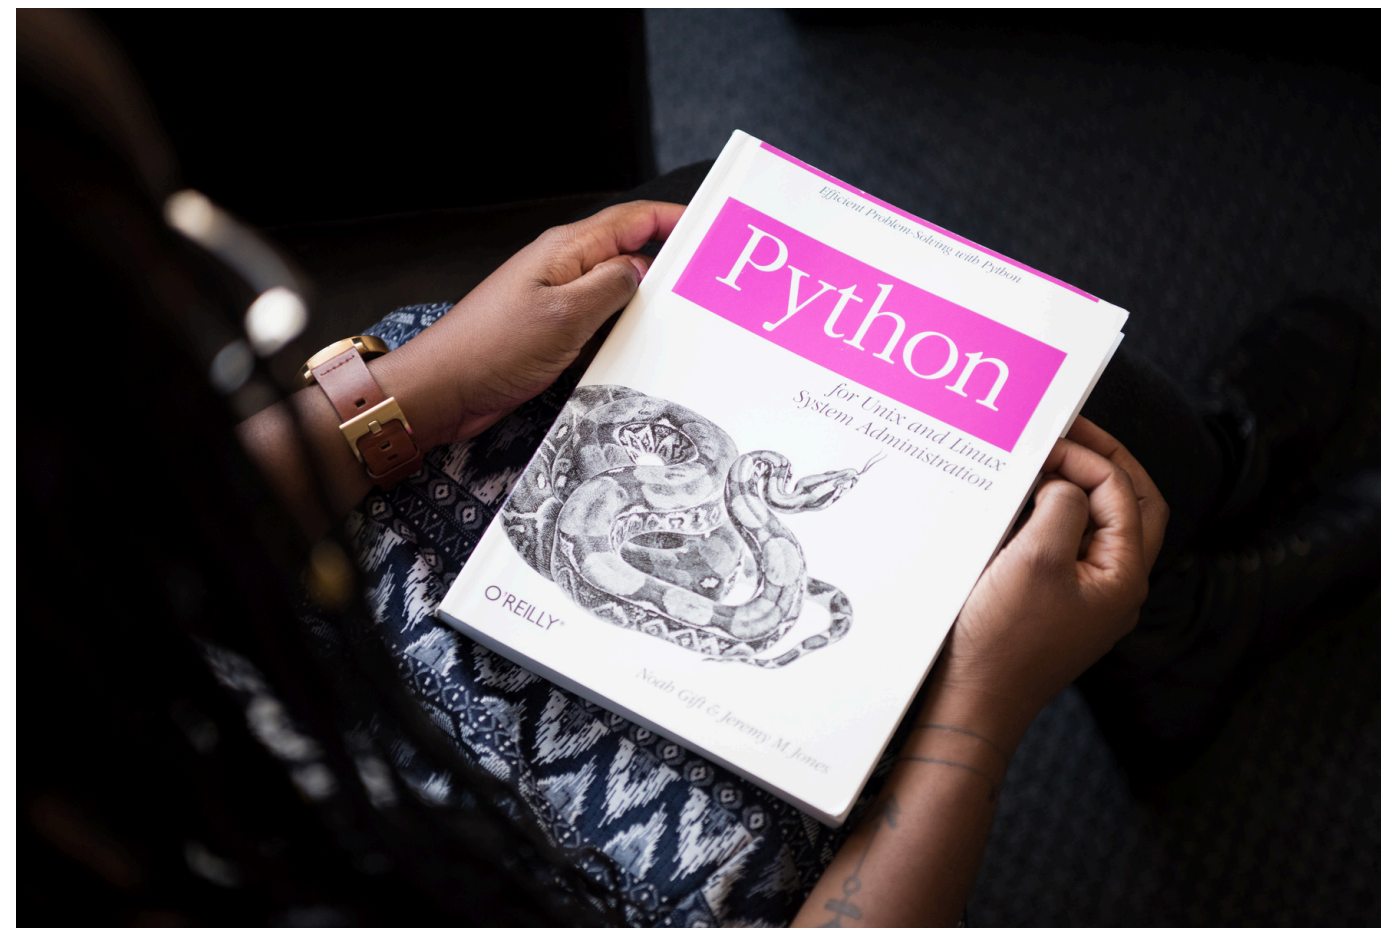 Efficient Problem-Solving with Python
Python
for Unix and Linux
System Administration
O'REILLY®
Noah Gift & Jeremy M. Jones